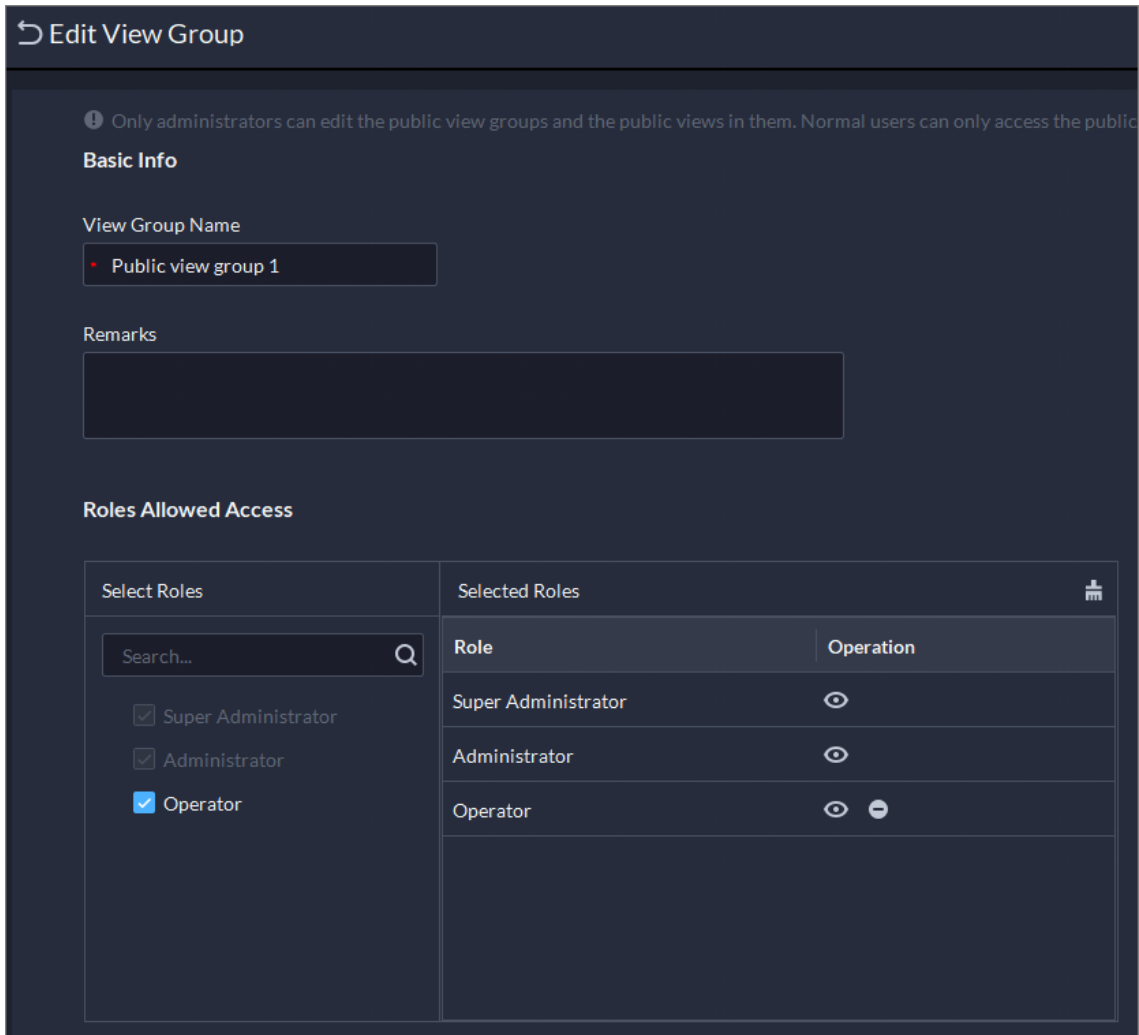 Edit View Group
Only administrators can edit the public view groups and the public views in them. Normal users can only access the public
Basic Info
View Group Name
* Public view group 1
Remarks
Roles Allowed Access
Select Roles
Selected Roles
Search...
Role
Operation
Super Administrator
Super Administrator
Administrator
Administrator
Operator
Operator